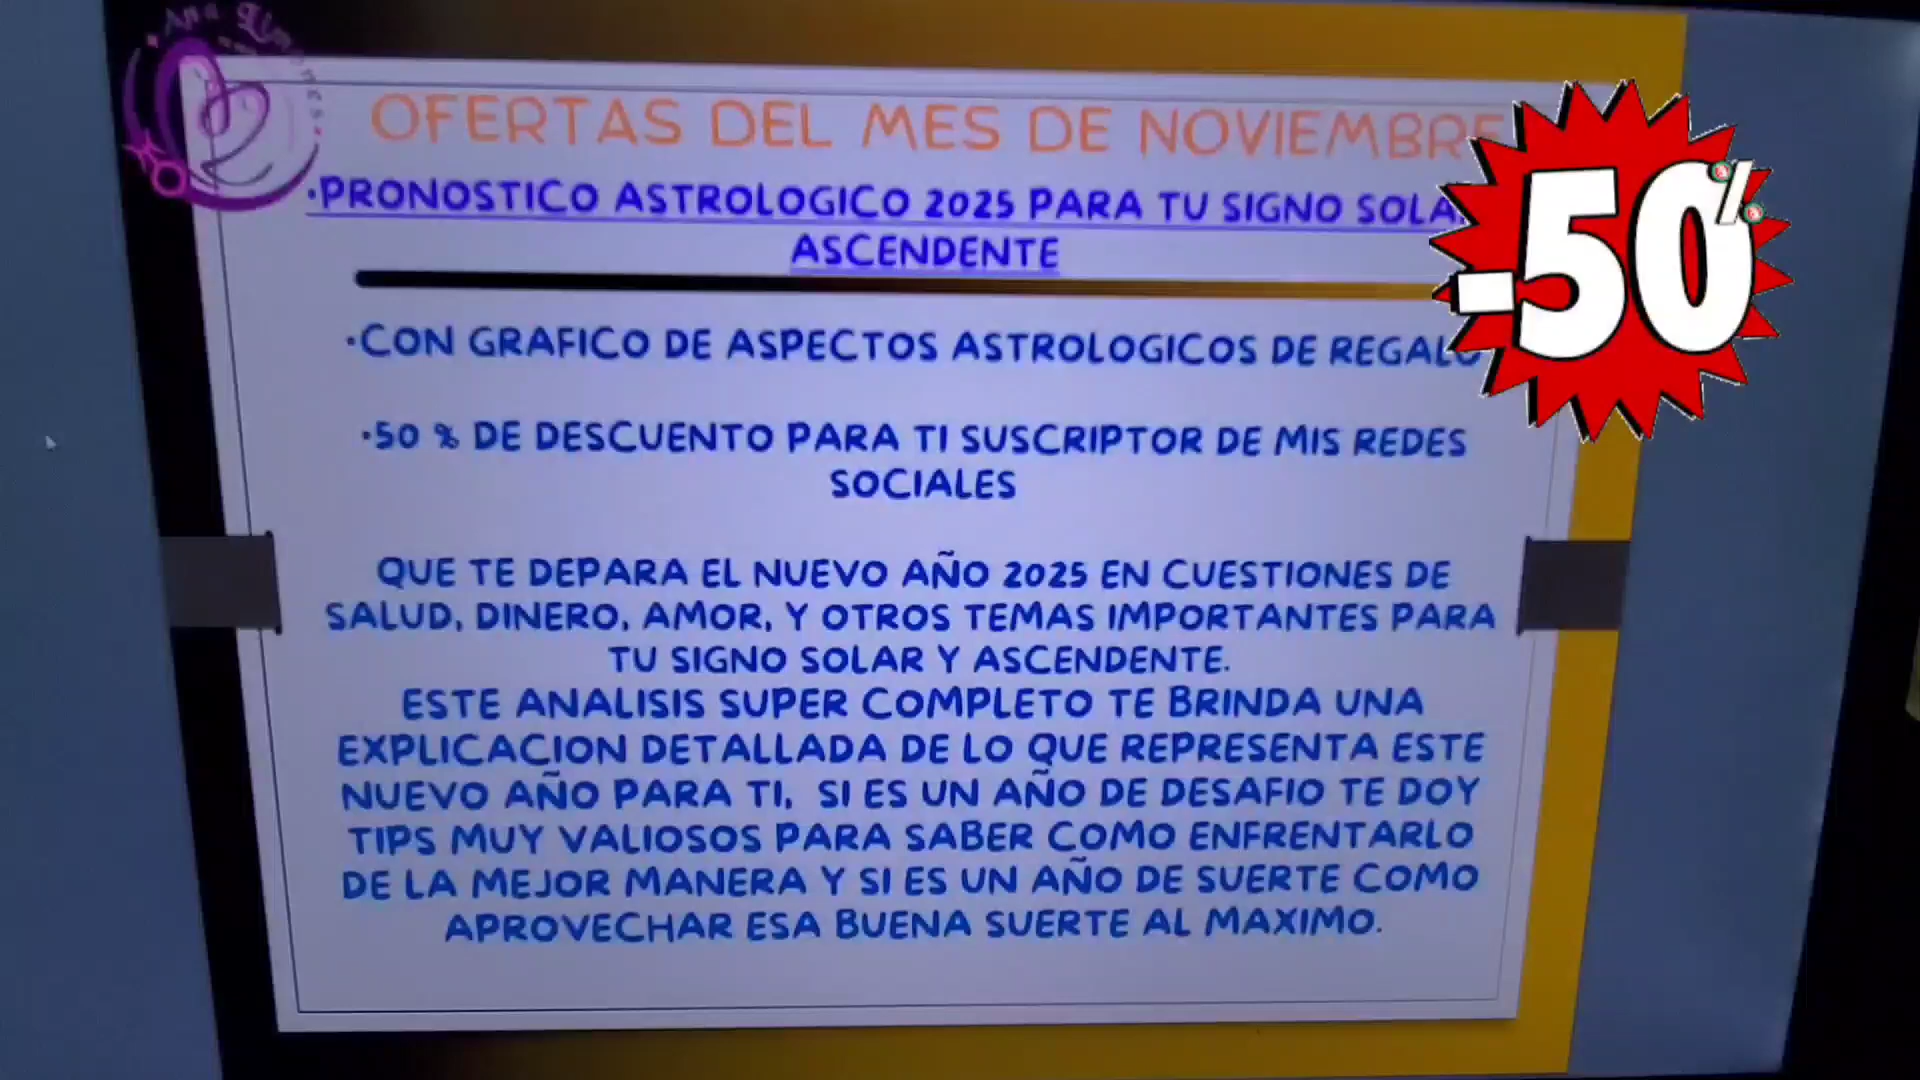 Ana
OFERTAS DEL MES DE NOVIEMBRE
-50%
•PRONOSTICO ASTROLOGICO 2025 PARA TU SIGNO
ASCENDENTE
•CON GRAFICO DE ASPECTOS ASTROLOGICOS DE REGALO
•50 % DE DESCUENTO PARA TI SUSCRIPTOR DE MIS REDES
SOCIALES
QUE TE DEPARA EL NUEVO AÑO 2025 EN CUESTIONES DE
SALUD, DINERO, AMOR, Y OTROS TEMAS IMPORTANTES PARA
TU SIGNO SOLAR Y ASCENDENTE.
ESTE ANALISIS SUPER COMPLETO TE BRINDA UNA
EXPLICACION DETALLADA DE LO QUE REPRESENTA ESTE
NUEVO AÑO PARA TI, SI ES UN AÑO DE DESAFIO TE DOY
TIPS MUY VALIOSOS PARA SABER COMO ENFRENTARLO
DE LA MEJOR MANERA Y SI ES UN AÑO DE SUERTE COMO
APROVECHAR ESA BUENA SUERTE AL MAXIMO.